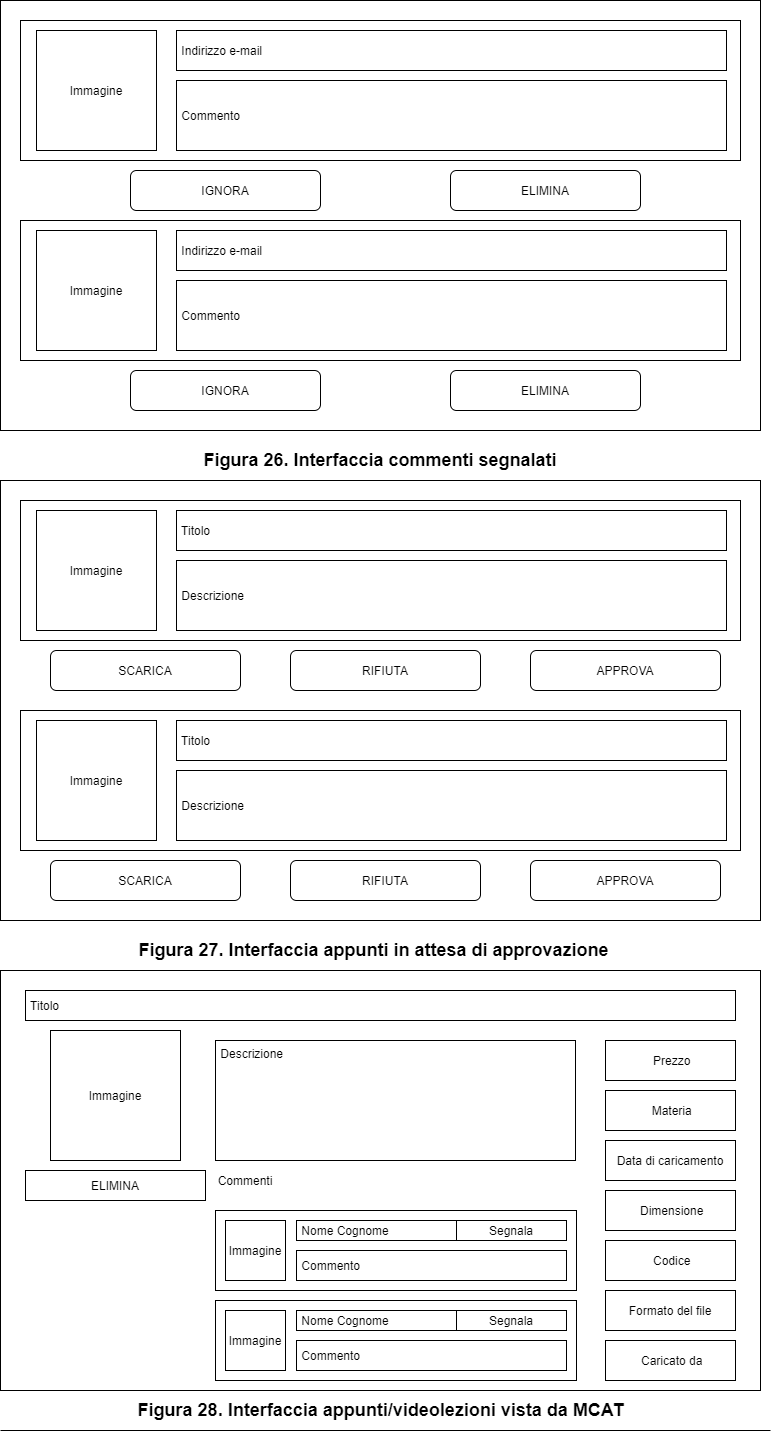 Immagine
Indirizzo e-mail
Commento
IGNORA
ELIMINA
Immagine
Indirizzo e-mail
Commento
IGNORA
ELIMINA
Figura 26. Interfaccia commenti segnalati
Immagine
Titolo
Descrizione
SCARICA
RIFIUTA
APPROVA
Immagine
Titolo
Descrizione
SCARICA
RIFIUTA
APPROVA
Figura 27. Interfaccia appunti in attesa di approvazione
Titolo
Immagine
ELIMINA
Descrizione
Commenti
Immagine
Nome Cognome
Segnala
Commento
Immagine
Nome Cognome
Segnala
Commento
Prezzo
Materia
Data di caricamento
Dimensione
Codice
Formato del file
Caricato da
Figura 28. Interfaccia appunti/videolezioni vista da MCAT